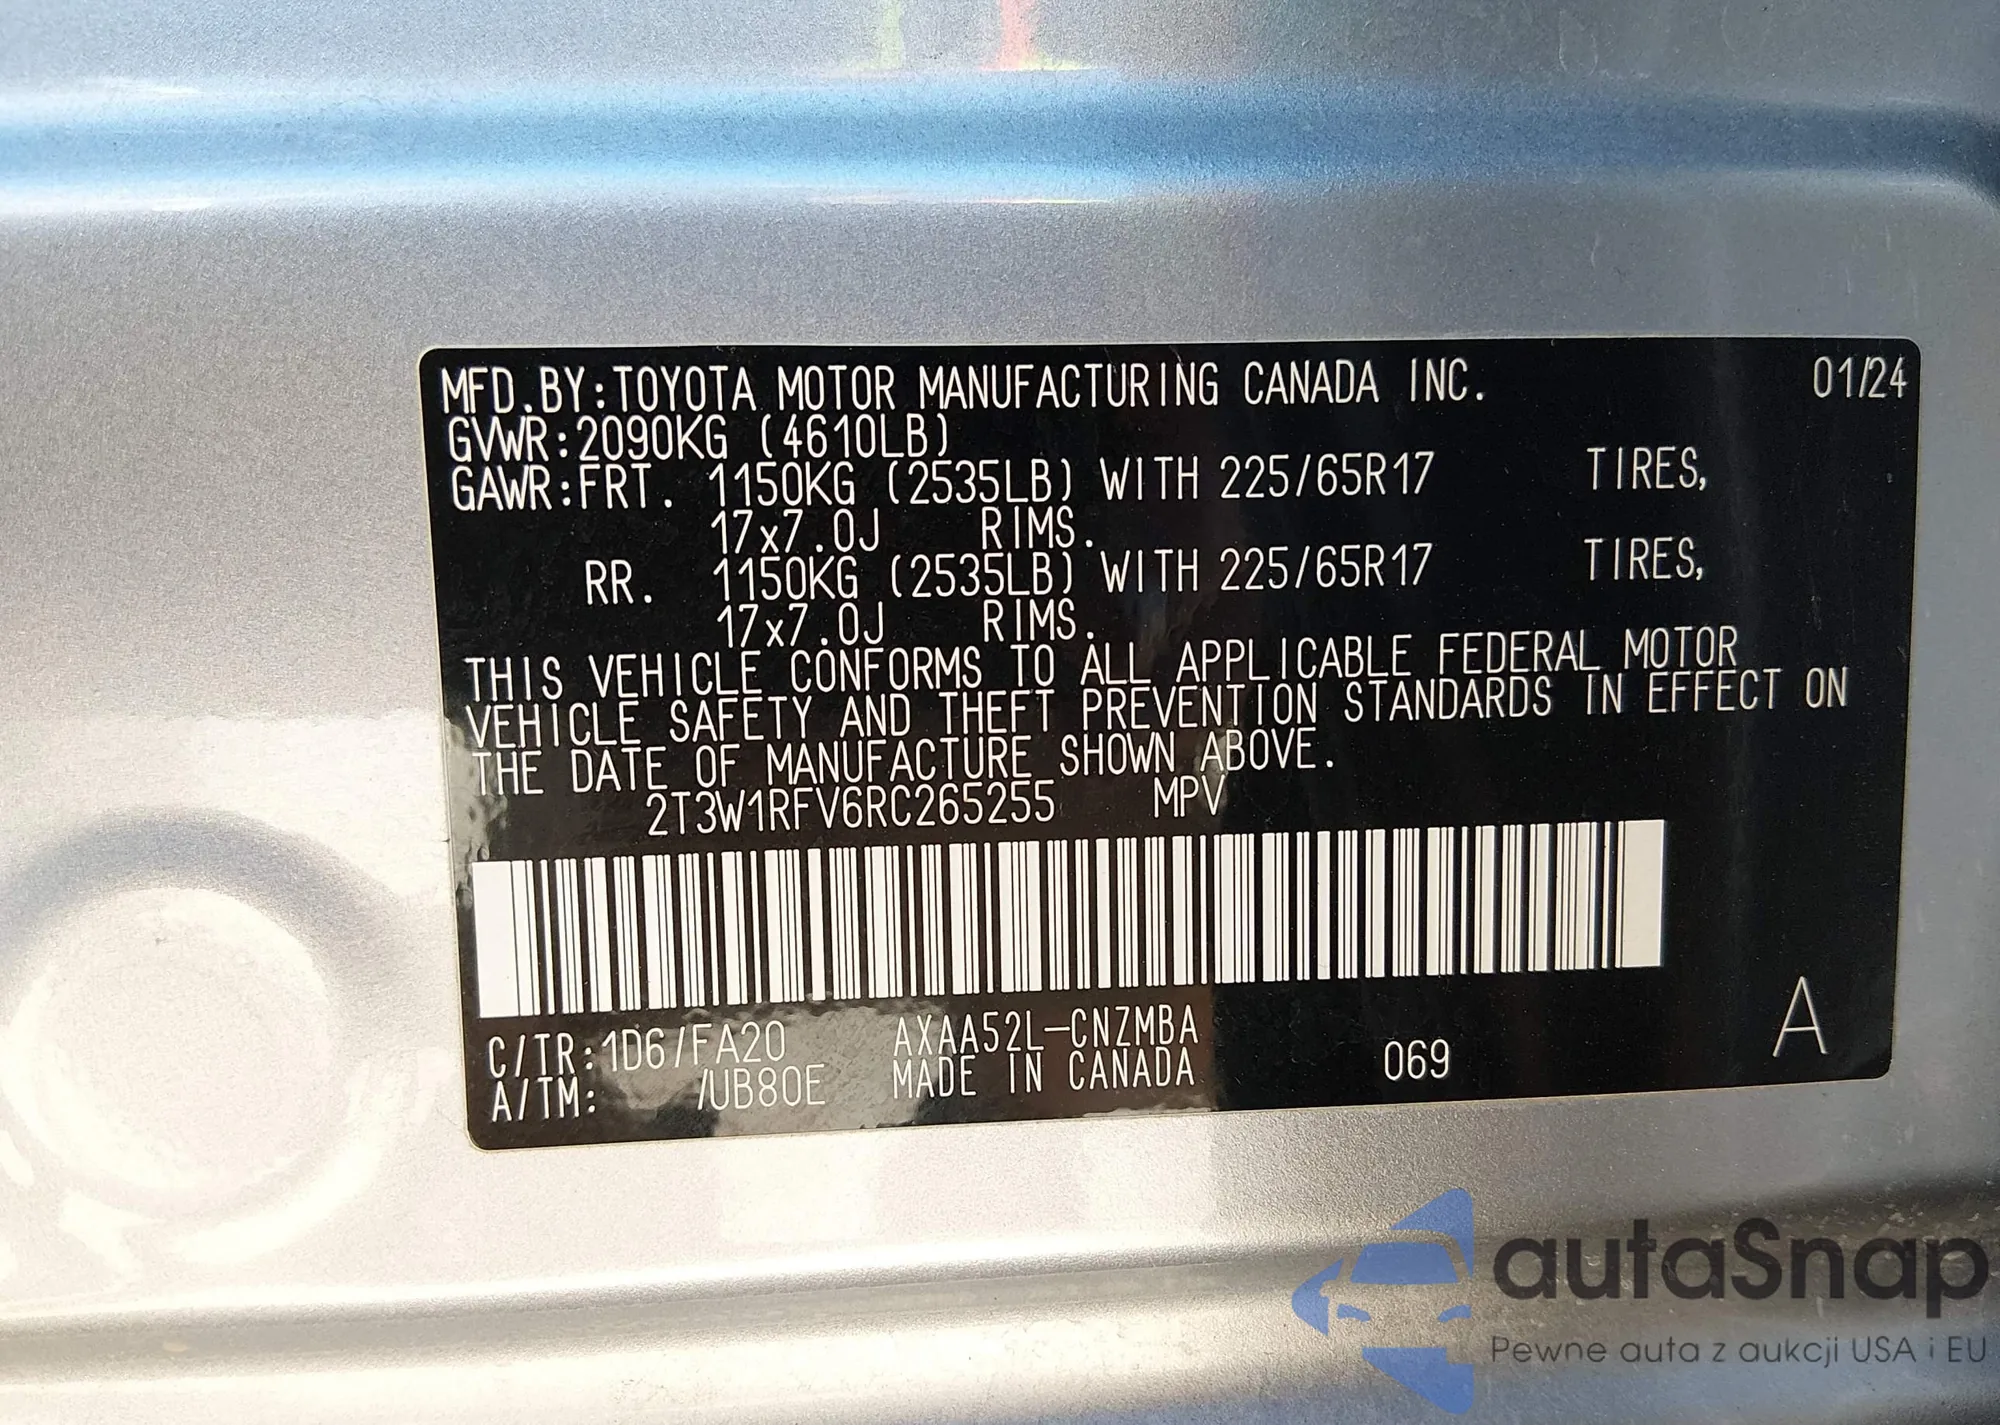 MFD.BY:TOYOTA MOTOR MANUFACTURING CANADA INC. 01/24
GVWR:2090KG (4610LB)
GAWR:FRT. 1150KG (2535LB) WITH 225/65R17 TIRES,
17x7.0J RIMS.
RR. 1150KG (2535LB) WITH 225/65R17 TIRES,
17x7.0J RIMS.
THIS VEHICLE CONFORMS TO ALL APPLICABLE FEDERAL MOTOR
VEHICLE SAFETY AND THEFT PREVENTION STANDARDS IN EFFECT ON
THE DATE OF MANUFACTURE SHOWN ABOVE.
2T3W1RFV6RC265255 MPV
C/TR:1D6/FA20 AXAA52L-CNZMBA
A/TM: /UB80E MADE IN CANADA 069 A
autaSnap
Pewne auta z aukcji USA i EU